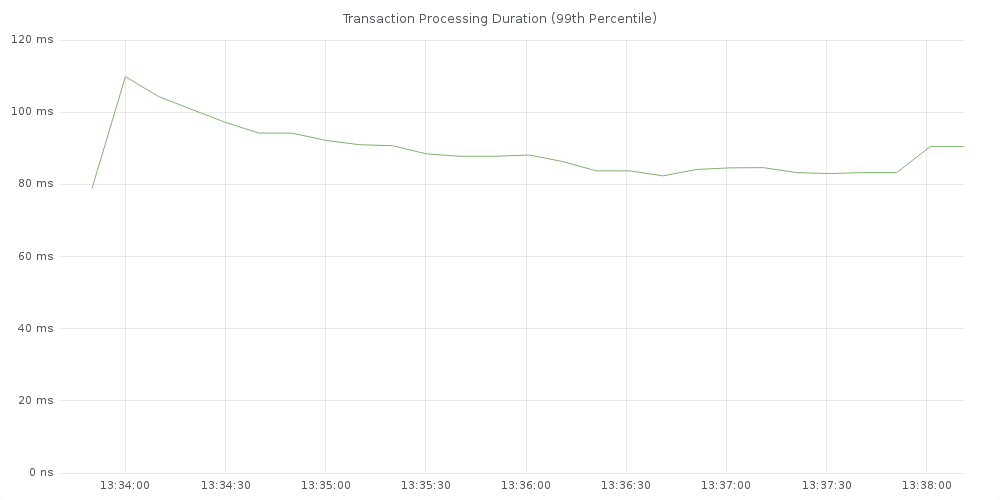 Transaction Processing Duration (99th Percentile)
120 ms
100 ms
80 ms
60 ms
40 ms
20 ms
0 ns
13:34:00 13:34:30 13:35:00 13:35:30 13:36:00 13:36:30 13:37:00 13:37:30 13:38:00